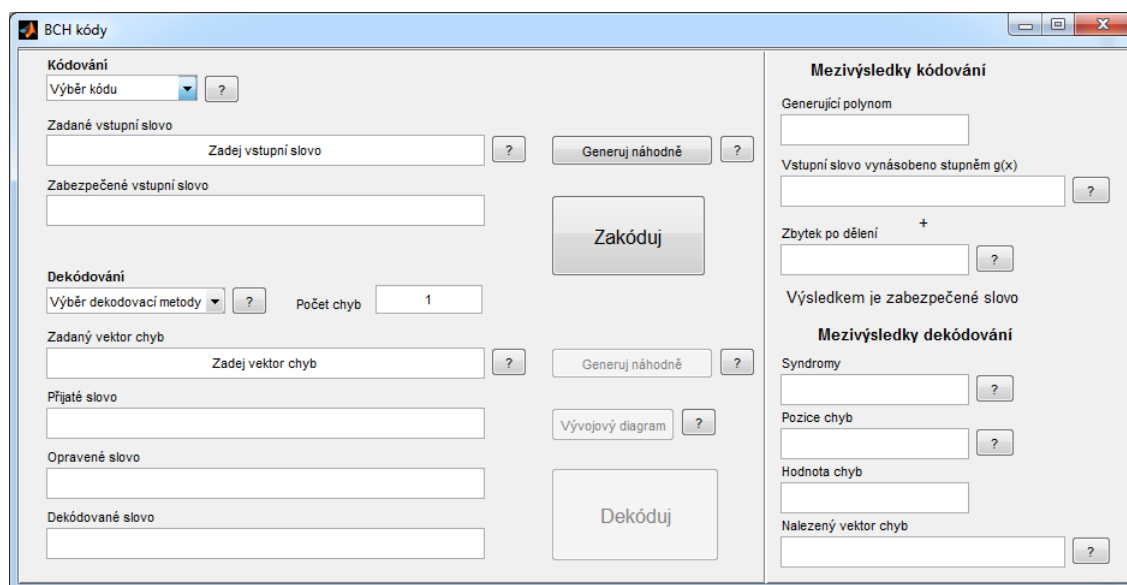 BCH kódy
Kódování
Výběr kódu
?
Zadané vstupní slovo
Zadej vstupní slovo
?
Generuj náhodně
?
Zabezpečené vstupní slovo
Zakóduj
Dekódování
Výběr dekodovací metody
?
Počet chyb
1
Zadaný vektor chyb
Zadej vektor chyb
?
Generuj náhodně
?
Přijaté slovo
Vývojový diagram
?
Opravené slovo
Dekóduj
Dekódované slovo
Mezivýsledky kódování
Generující polynom
Vstupní slovo vynásobeno stupněm g(x)
?
+
Zbytek po dělení
?
Výsledkem je zabezpečené slovo
Mezivýsledky dekódování
Syndromy
?
Pozice chyb
?
Hodnota chyb
Nalezený vektor chyb
?